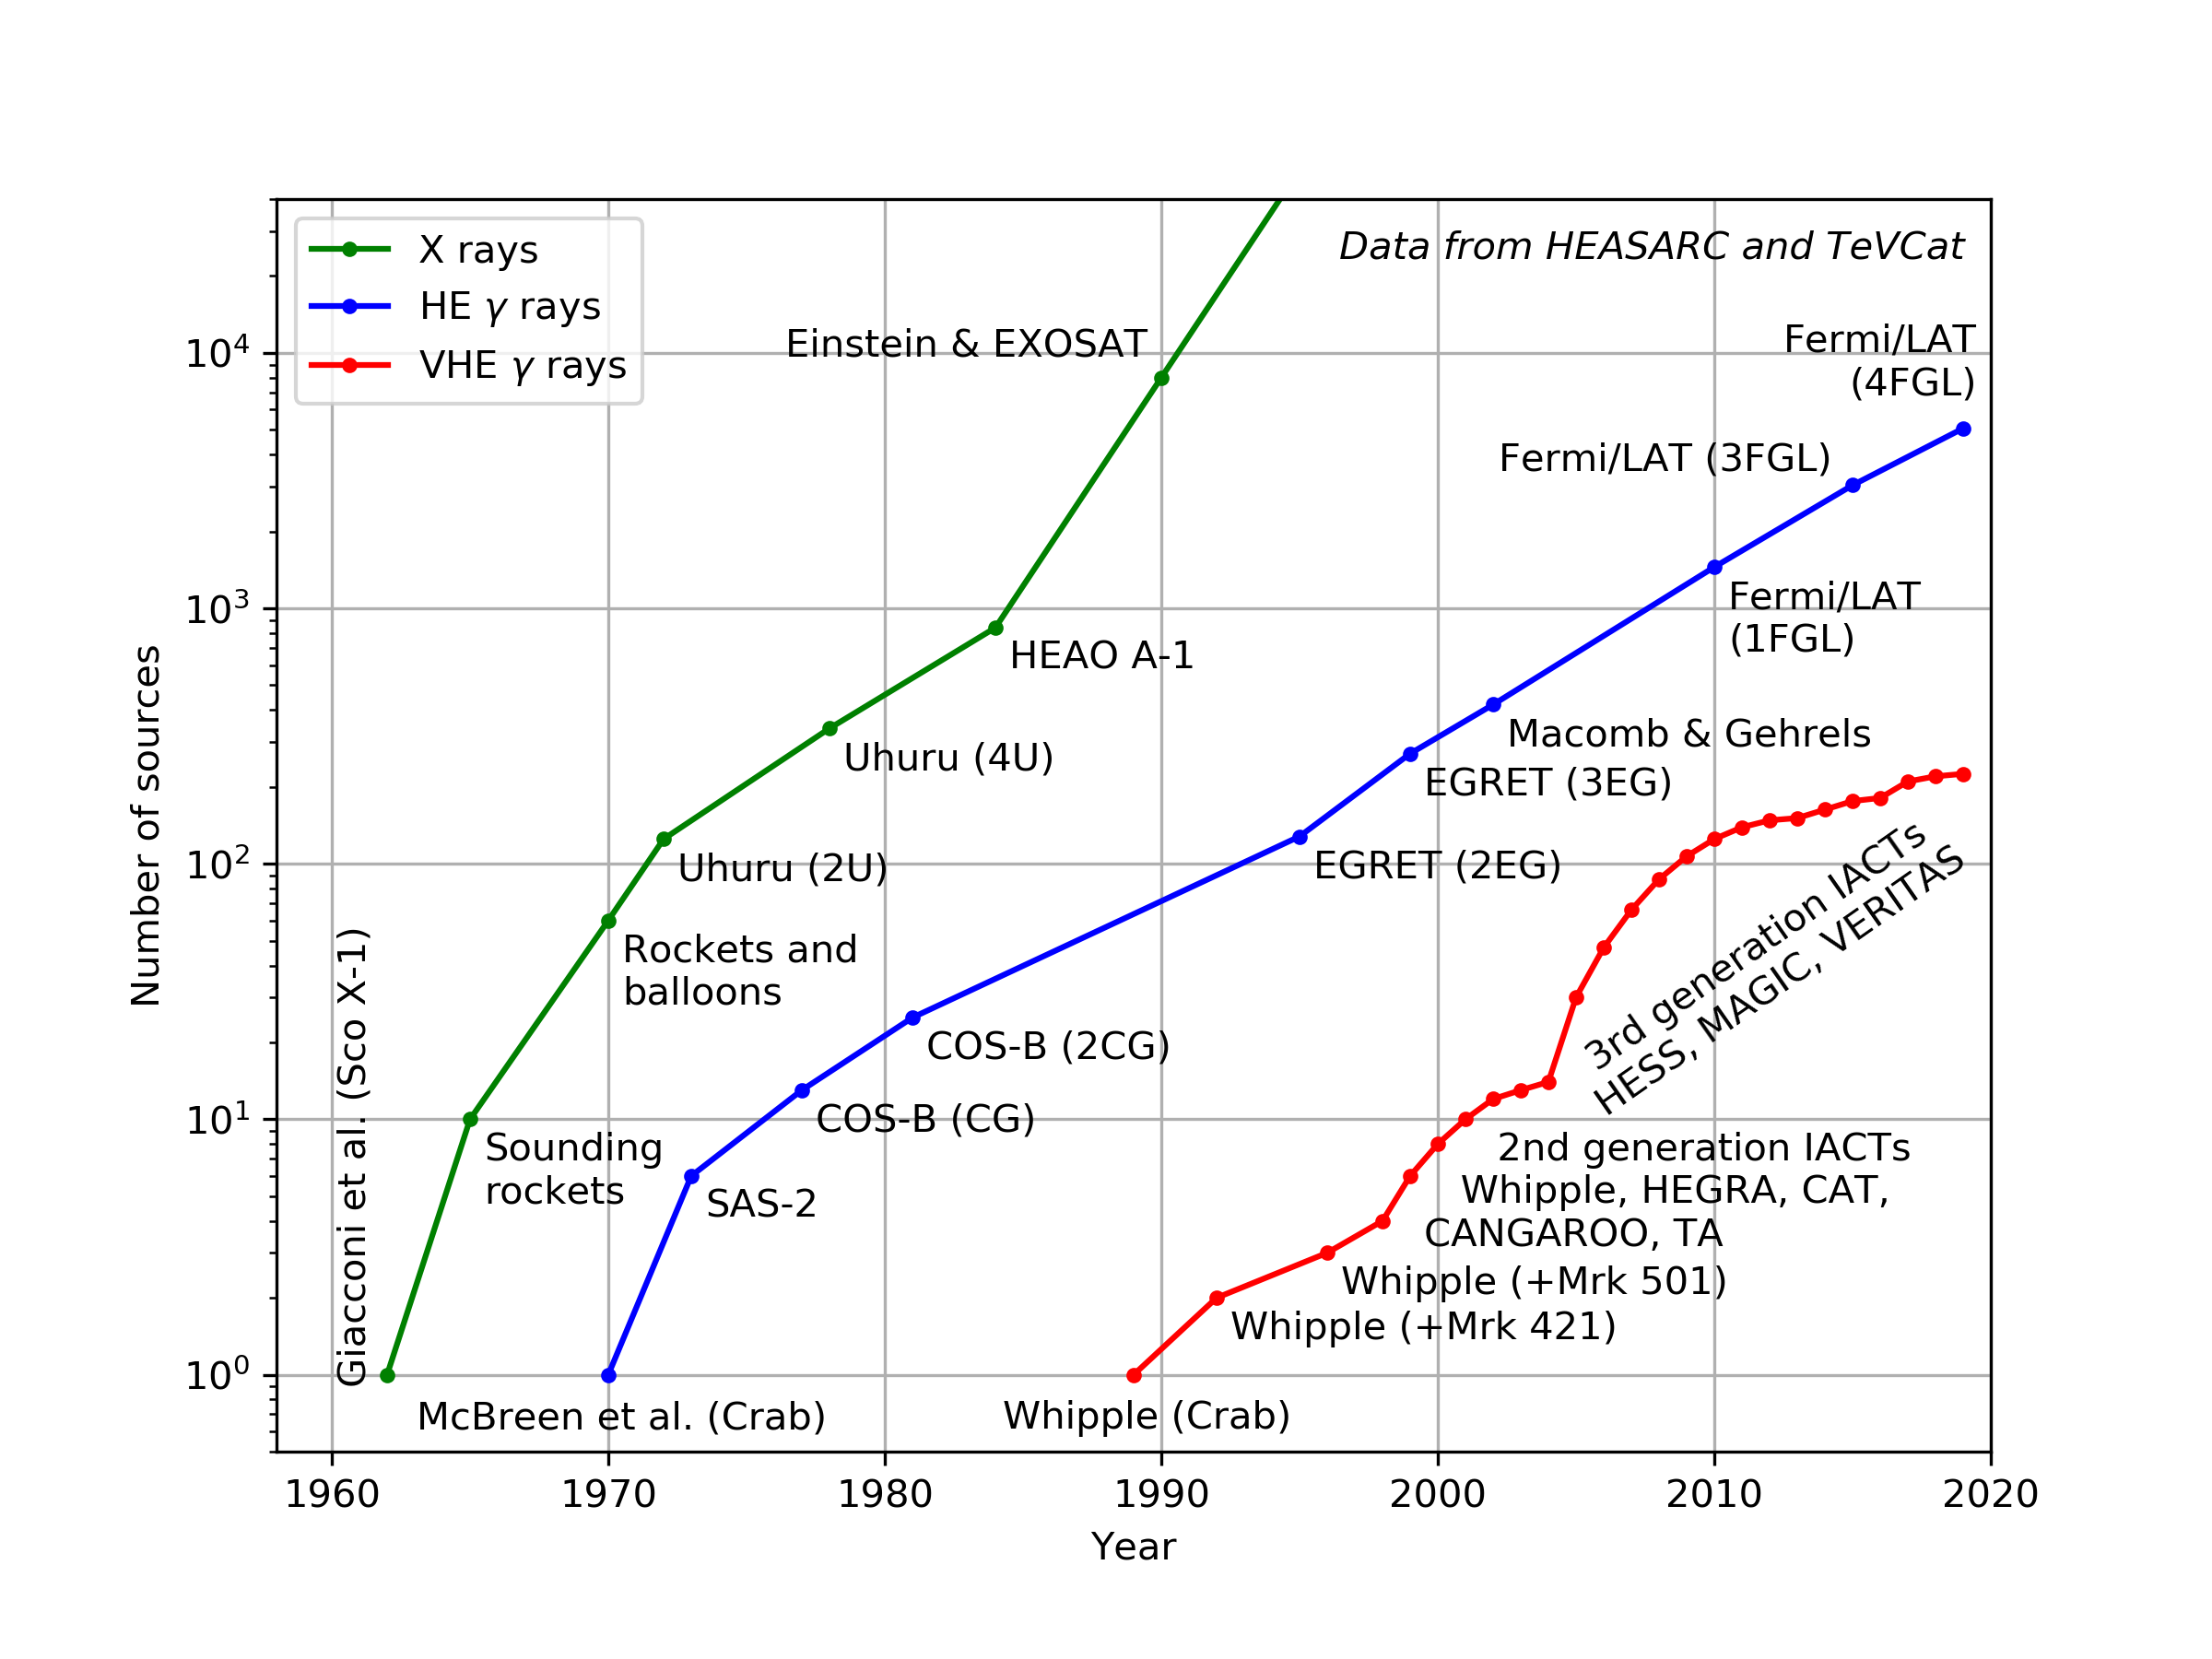 X rays
HE γ rays
VHE γ rays
Data from HEASARC and TeVCat
Einstein & EXOSAT
Fermi/LAT
(4FGL)
Fermi/LAT (3FGL)
Fermi/LAT
(1FGL)
HEAO A-1
Macomb & Gehrels
Uhuru (4U)
EGRET (3EG)
Uhuru (2U)
EGRET (2EG)
Rockets and
balloons
3rd generation IACTs
HESS, MAGIC, VERITAS
Giacconi et al. (Sco X-1)
COS-B (2CG)
COS-B (CG)
Sounding
rockets
SAS-2
2nd generation IACTs
Whipple, HEGRA, CAT,
CANGAROO, TA
Whipple (+Mrk 501)
Whipple (+Mrk 421)
McBreen et al. (Crab)
Whipple (Crab)
Number of sources
10⁴
10³
10²
10¹
10⁰
1960 1970 1980 1990 2000 2010 2020
Year